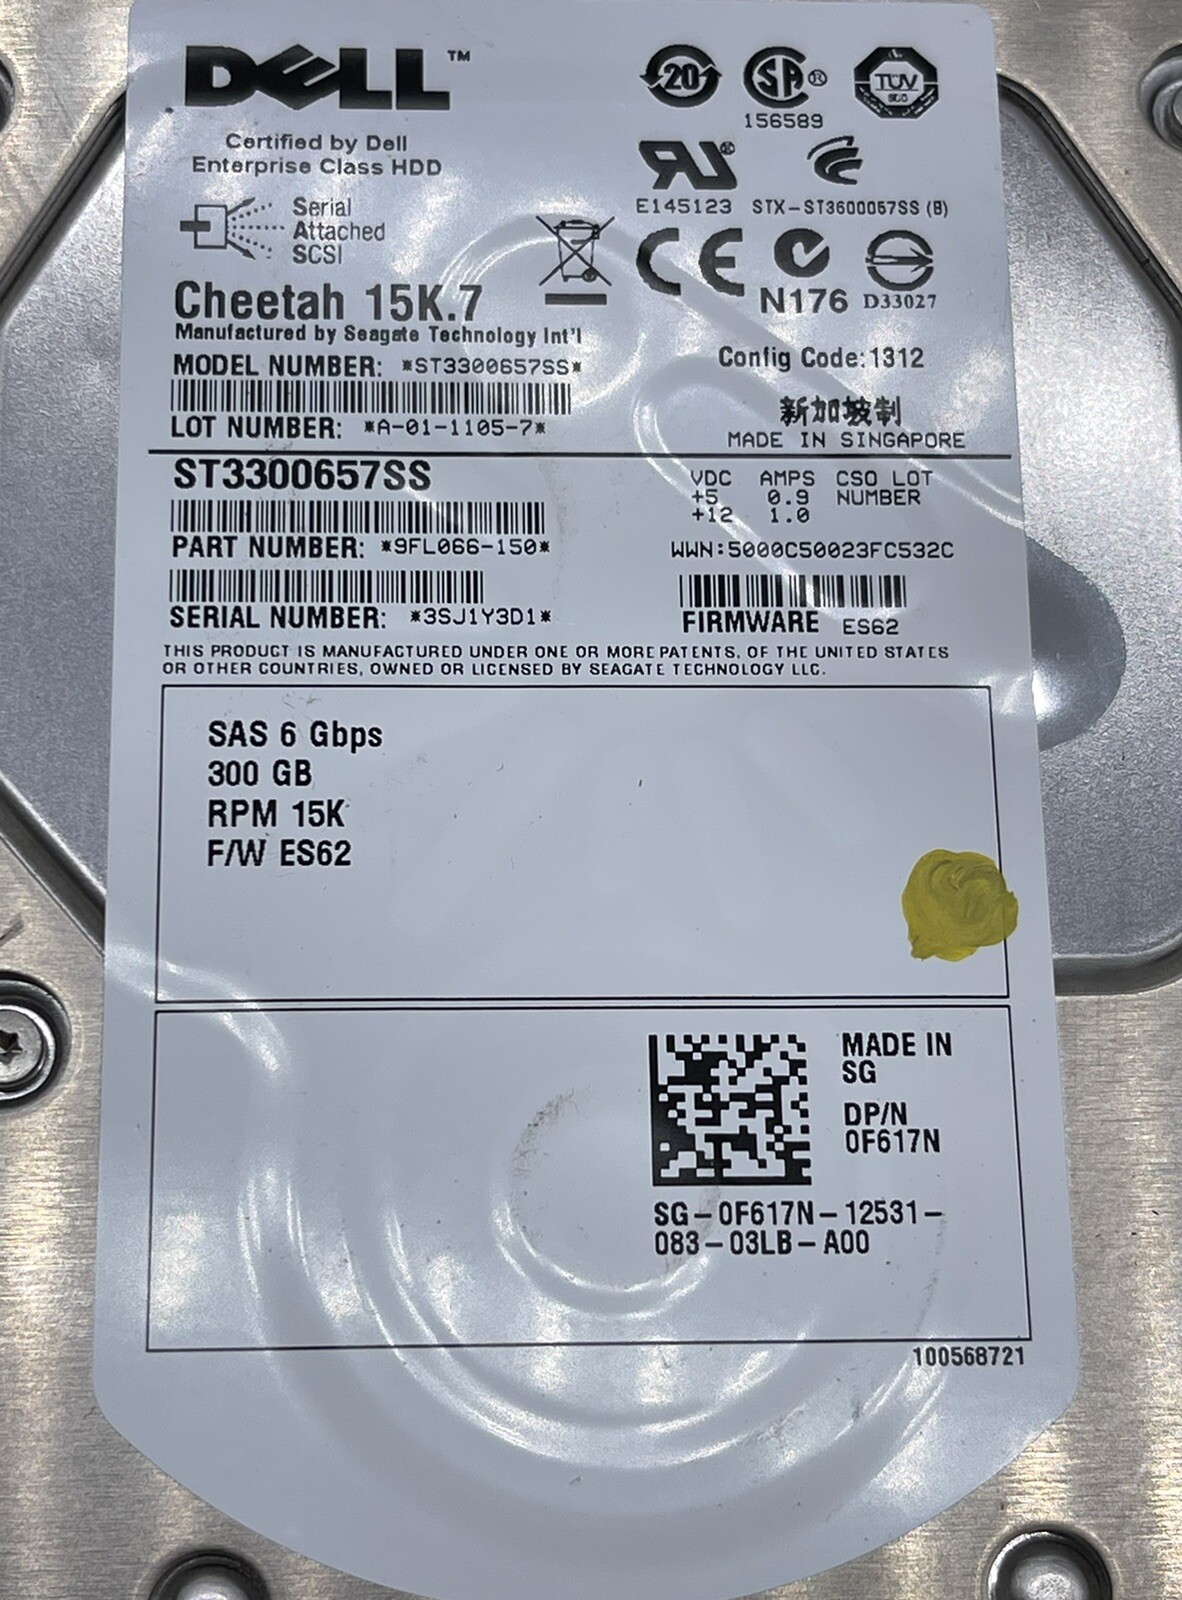 DELL™
Certified by Dell
Enterprise Class HDD
Serial
Attached
SCSI
Cheetah 15K.7
Manufactured by Seagate Technology Int'l
MODEL NUMBER: *ST3300657SS*
LOT NUMBER: *A-01-1105-7*
20
SA®
156589
TUV
E145123 STX-ST3600057SS (B)
CE
N176 D33027
Config Code:1312
新加坡制
MADE IN SINGAPORE
ST3300657SS
PART NUMBER: *9FL066-150*
SERIAL NUMBER: *3SJ1Y3D1*
VDC AMPS CSO LOT
+5 0.9 NUMBER
+12 1.0
WWN:5000C50023FC532C
FIRMWARE ES62
THIS PRODUCT IS MANUFACTURED UNDER ONE OR MORE PATENTS, OF THE UNITED STATES
OR OTHER COUNTRIES, OWNED OR LICENSED BY SEAGATE TECHNOLOGY LLC.
SAS 6 Gbps
300 GB
RPM 15K
F/W ES62
MADE IN
SG
DP/N
0F617N
SG-0F617N-12531-
083-03LB-A00
100568721